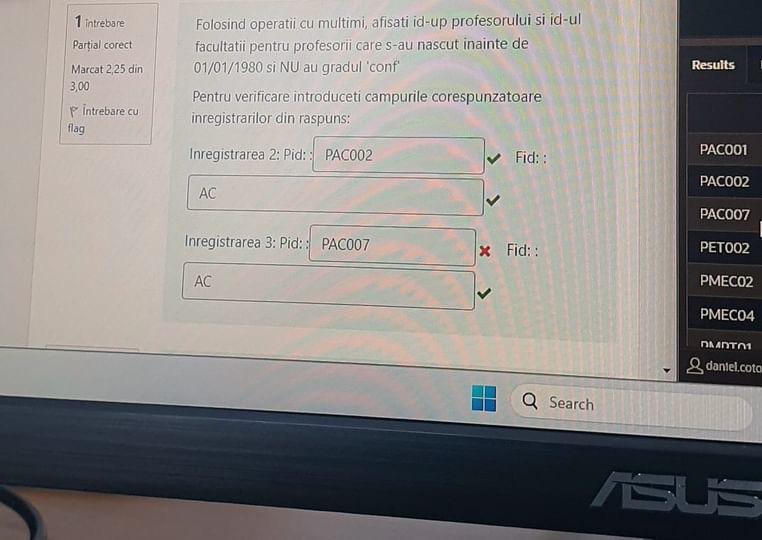 1 întrebare
Parțial corect
Marcat 2,25 din
3,00
Întrebare cu
flag
Folosind operatii cu multimi, afisati id-up profesorului si id-ul
facultatii pentru profesorii care s-au nascut inainte de
01/01/1980 si NU au gradul 'conf'
Pentru verificare introduceti campurile corespunzatoare
inregistrarilor din raspuns:
Inregistrarea 2: Pid: : PAC002 Fid: :
AC
Inregistrarea 3: Pid: : PAC007 Fid: :
AC
Results
PAC001
PAC002
PAC007
PET002
PMEC02
PMEC04
daniel.coto
Search
ASUS